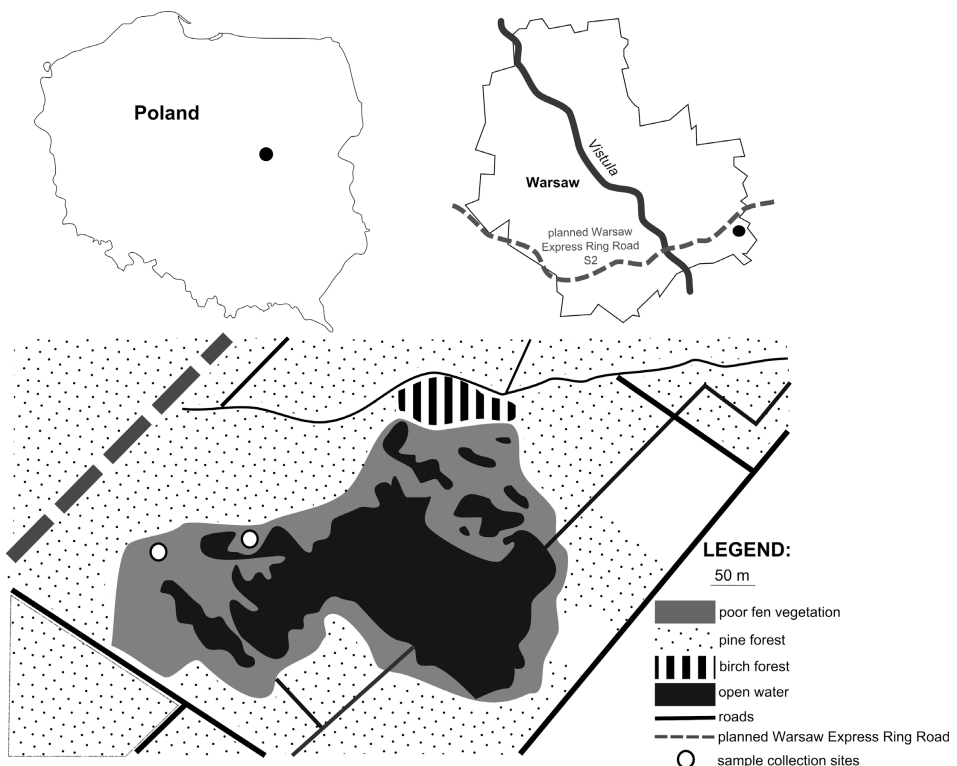 Poland
Vistula
Warsaw
planned Warsaw
Express Ring Road
S2
LEGEND:
50 m
poor fen vegetation
pine forest
birch forest
open water
roads
planned Warsaw Express Ring Road
sample collection sites